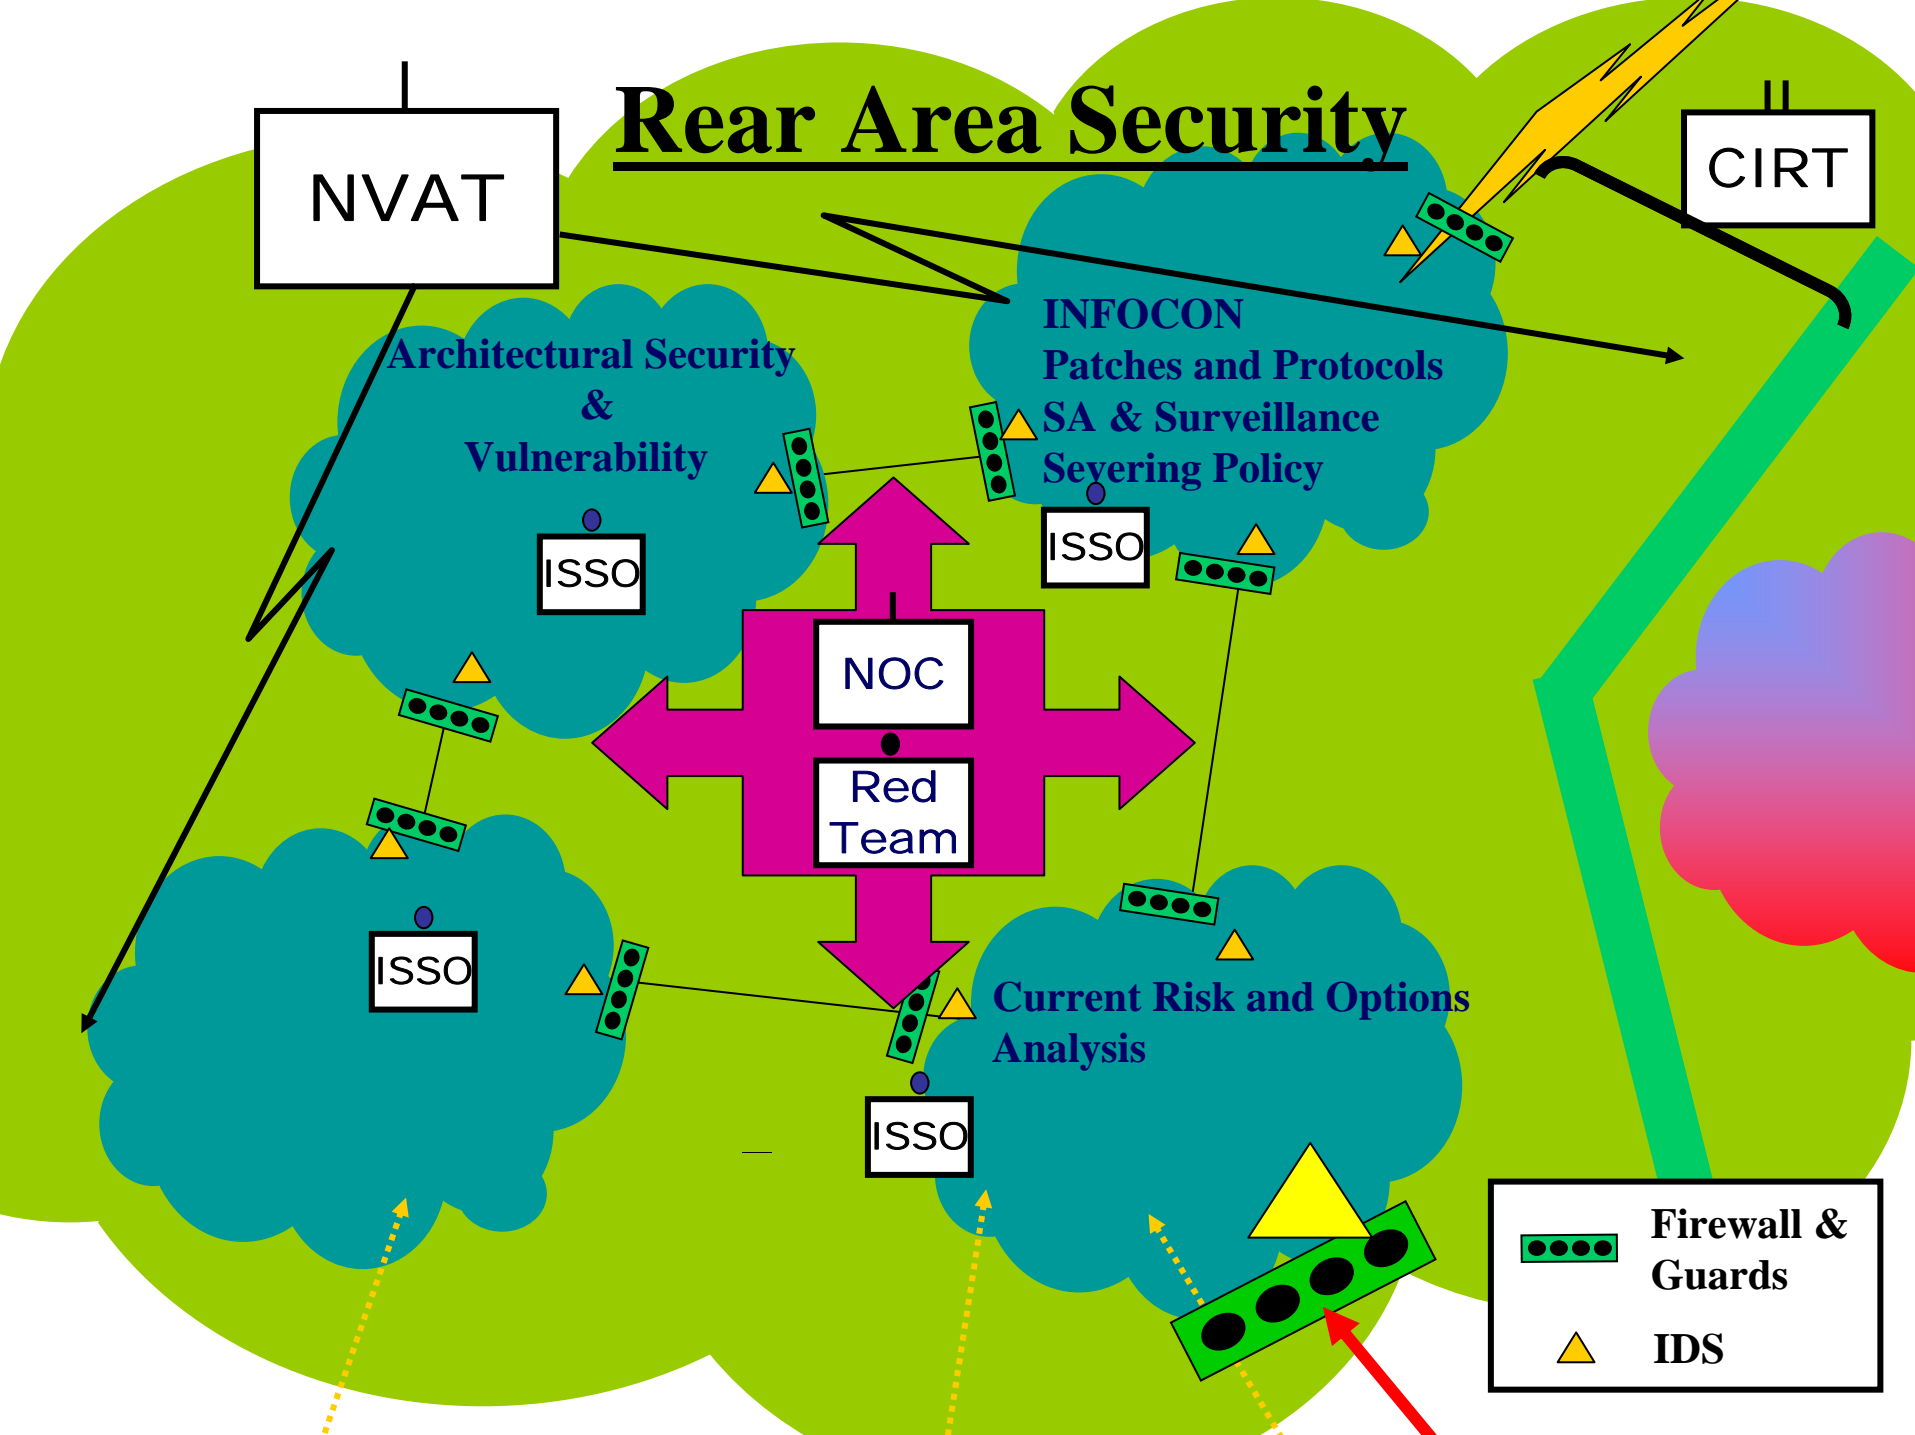 Rear Area Security
NVAT
CIRT
Architectural Security
&
Vulnerability
ISSO
INFOCON
Patches and Protocols
SA & Surveillance
Severing Policy
ISSO
NOC
Red
Team
ISSO
Current Risk and Options
Analysis
ISSO
Firewall &
Guards
IDS